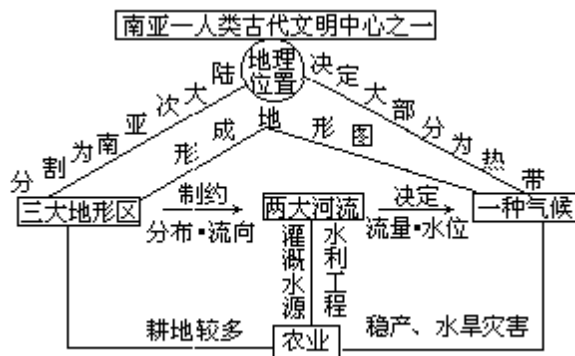 南亚一人类古代文明中心之一
地理
位置
分割为南亚次大陆
决定大部分为热带
形成地形图
三大地形区
制约
分布·流向
两大河流
决定
流量·水位
一种气候
灌溉水源
水利工程
耕地较多
农业
稳产、水旱灾害